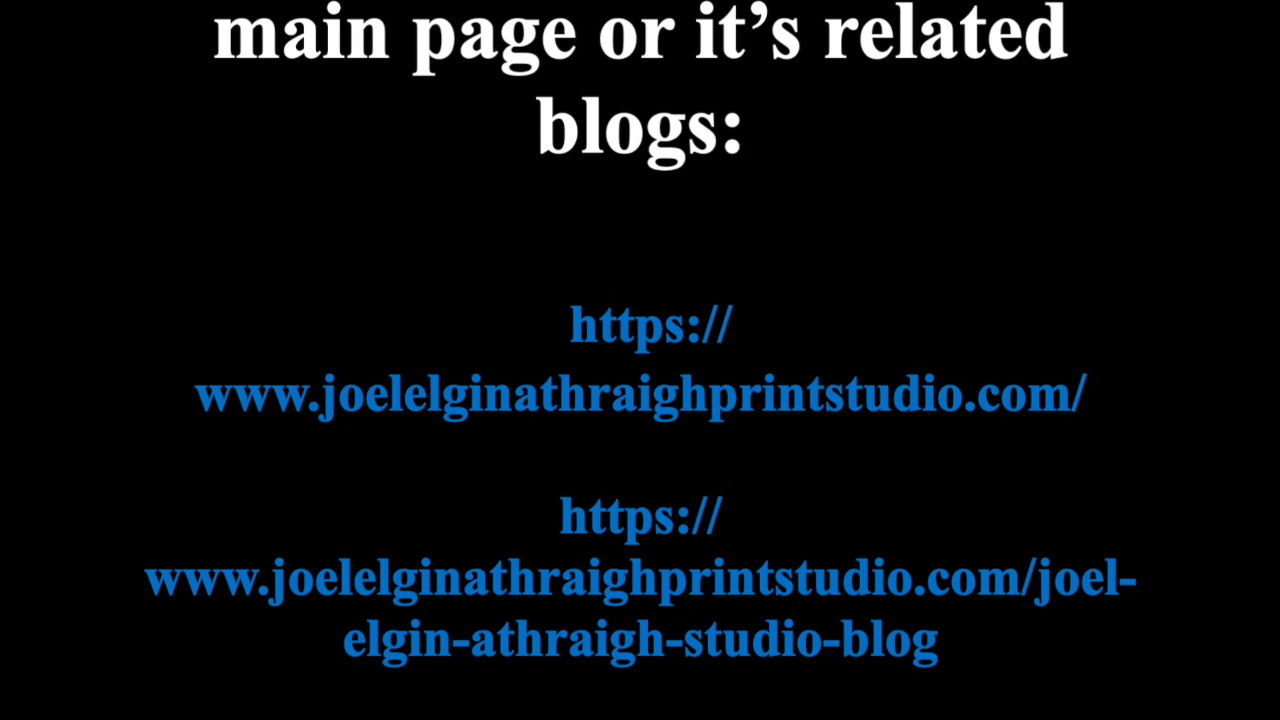 main page or it’s related
blogs:
https://
www.joelelginathraighprintstudio.com/
https://
www.joelelginathraighprintstudio.com/joel-
elgin-athraigh-studio-blog